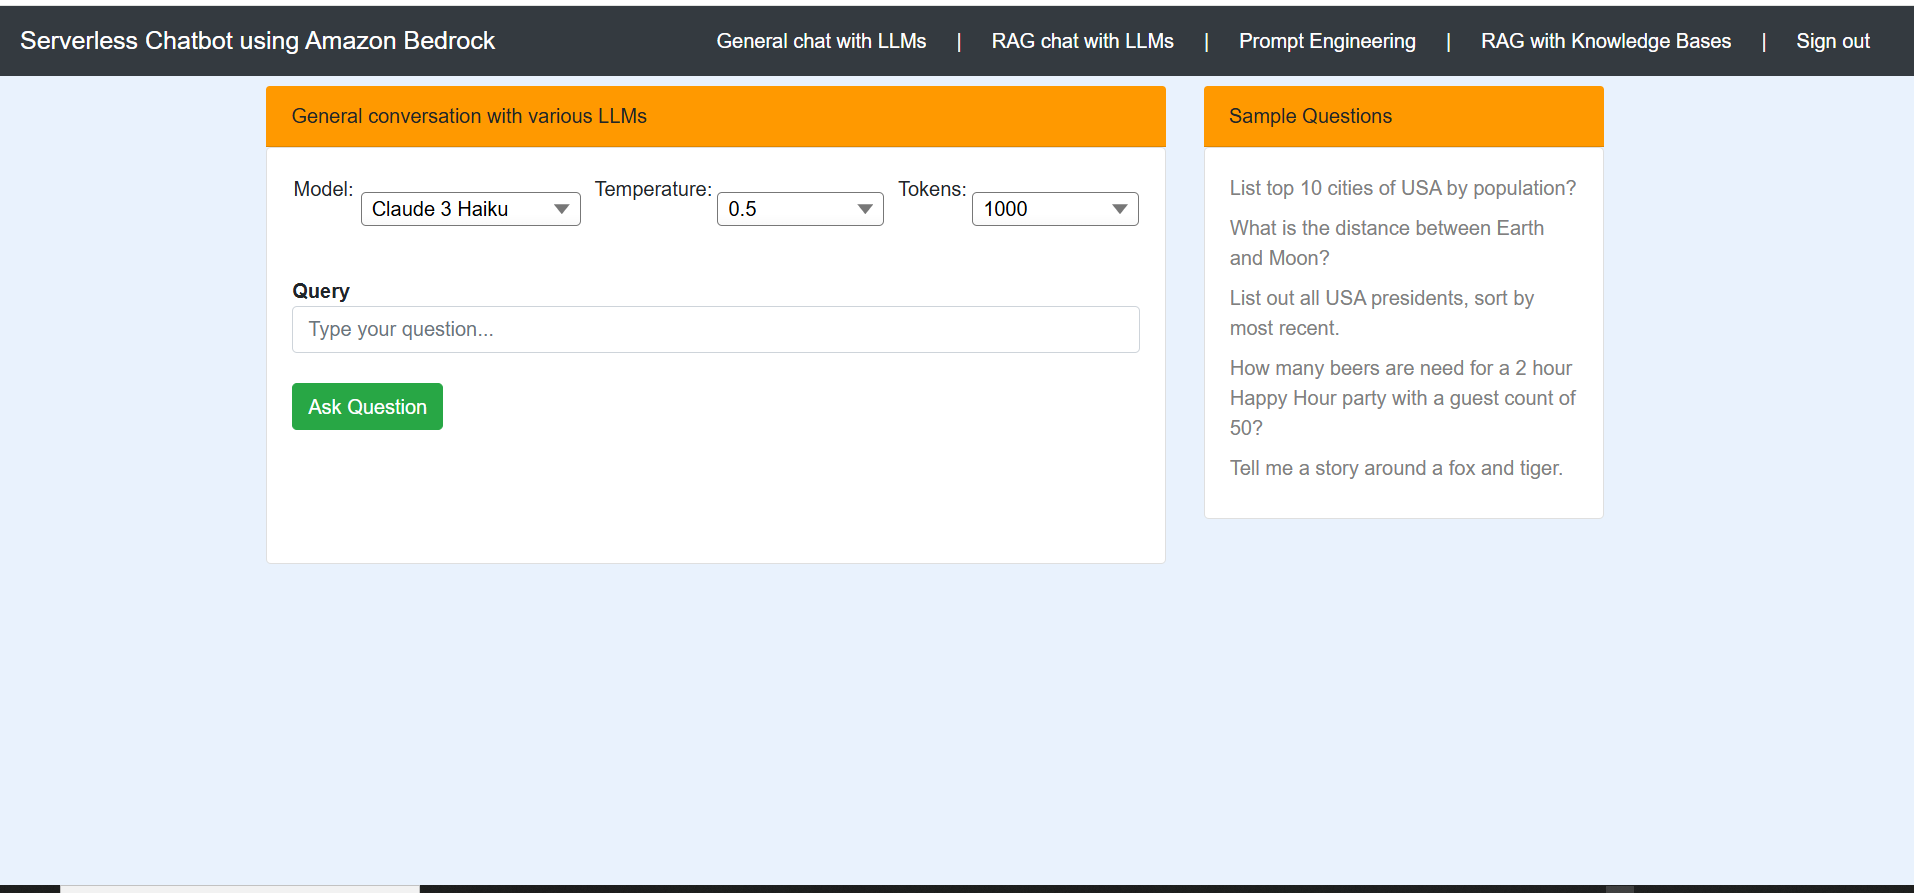 Serverless Chatbot using Amazon Bedrock
General chat with LLMs | RAG chat with LLMs | Prompt Engineering | RAG with Knowledge Bases | Sign out
General conversation with various LLMs
Model: Claude 3 Haiku Temperature: 0.5 Tokens: 1000
Query
Type your question...
Ask Question
Sample Questions
List top 10 cities of USA by population?
What is the distance between Earth
and Moon?
List out all USA presidents, sort by
most recent.
How many beers are need for a 2 hour
Happy Hour party with a guest count of
50?
Tell me a story around a fox and tiger.